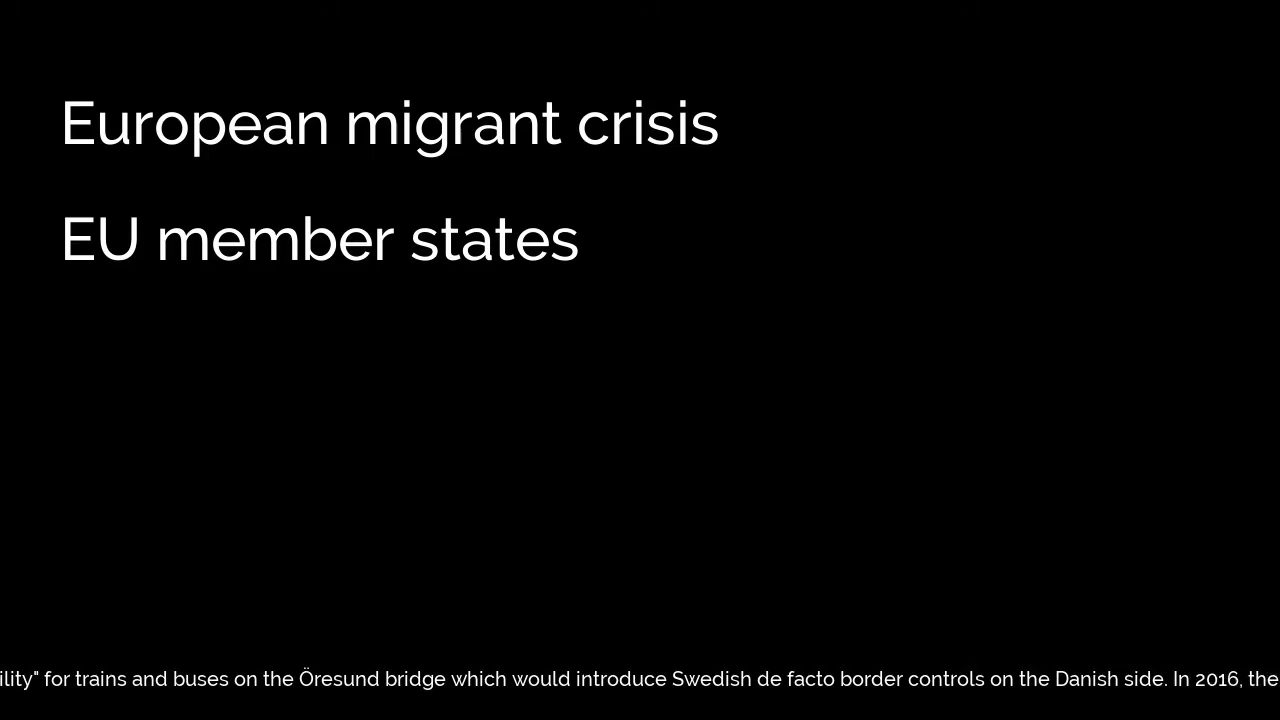 European migrant crisis
EU member states
for trains and buses on the Öresund bridge which would introduce Swedish de facto border controls on the Danish side. In 2016, the